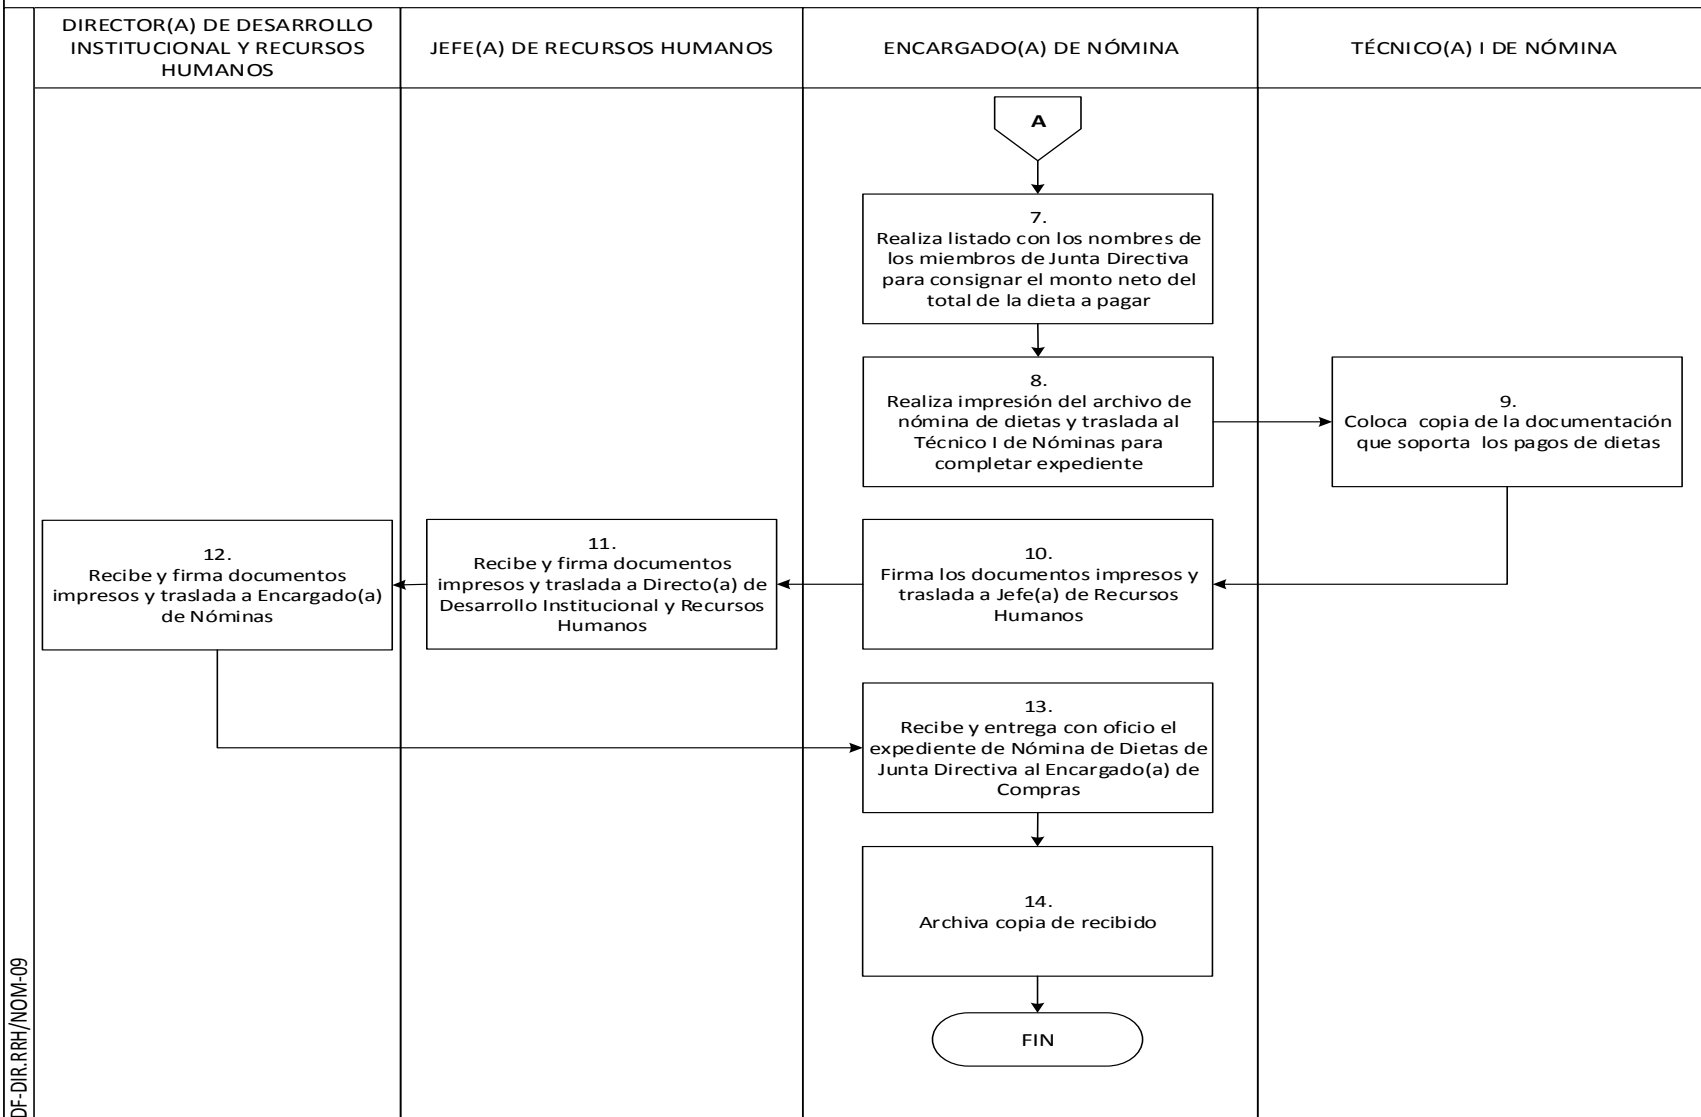 DIRECTOR(A) DE DESARROLLO
INSTITUCIONAL Y RECURSOS
HUMANOS
JEFE(A) DE RECURSOS HUMANOS
ENCARGADO(A) DE NÓMINA
TÉCNICO(A) I DE NÓMINA
A
7.
Realiza listado con los nombres de
los miembros de Junta Directiva
para consignar el monto neto del
total de la dieta a pagar
8.
Realiza impresión del archivo de
nómina de dietas y traslada al
Técnico I de Nóminas para
completar expediente
9.
Coloca copia de la documentación
que soporta los pagos de dietas
10.
Firma los documentos impresos y
traslada a Jefe(a) de Recursos
Humanos
11.
Recibe y firma documentos
impresos y traslada a Directo(a) de
Desarrollo Institucional y Recursos
Humanos
12.
Recibe y firma documentos
impresos y traslada a Encargado(a)
de Nóminas
13.
Recibe y entrega con oficio el
expediente de Nómina de Dietas de
Junta Directiva al Encargado(a) de
Compras
14.
Archiva copia de recibido
FIN
DF-DIR.RRH/NOM-09